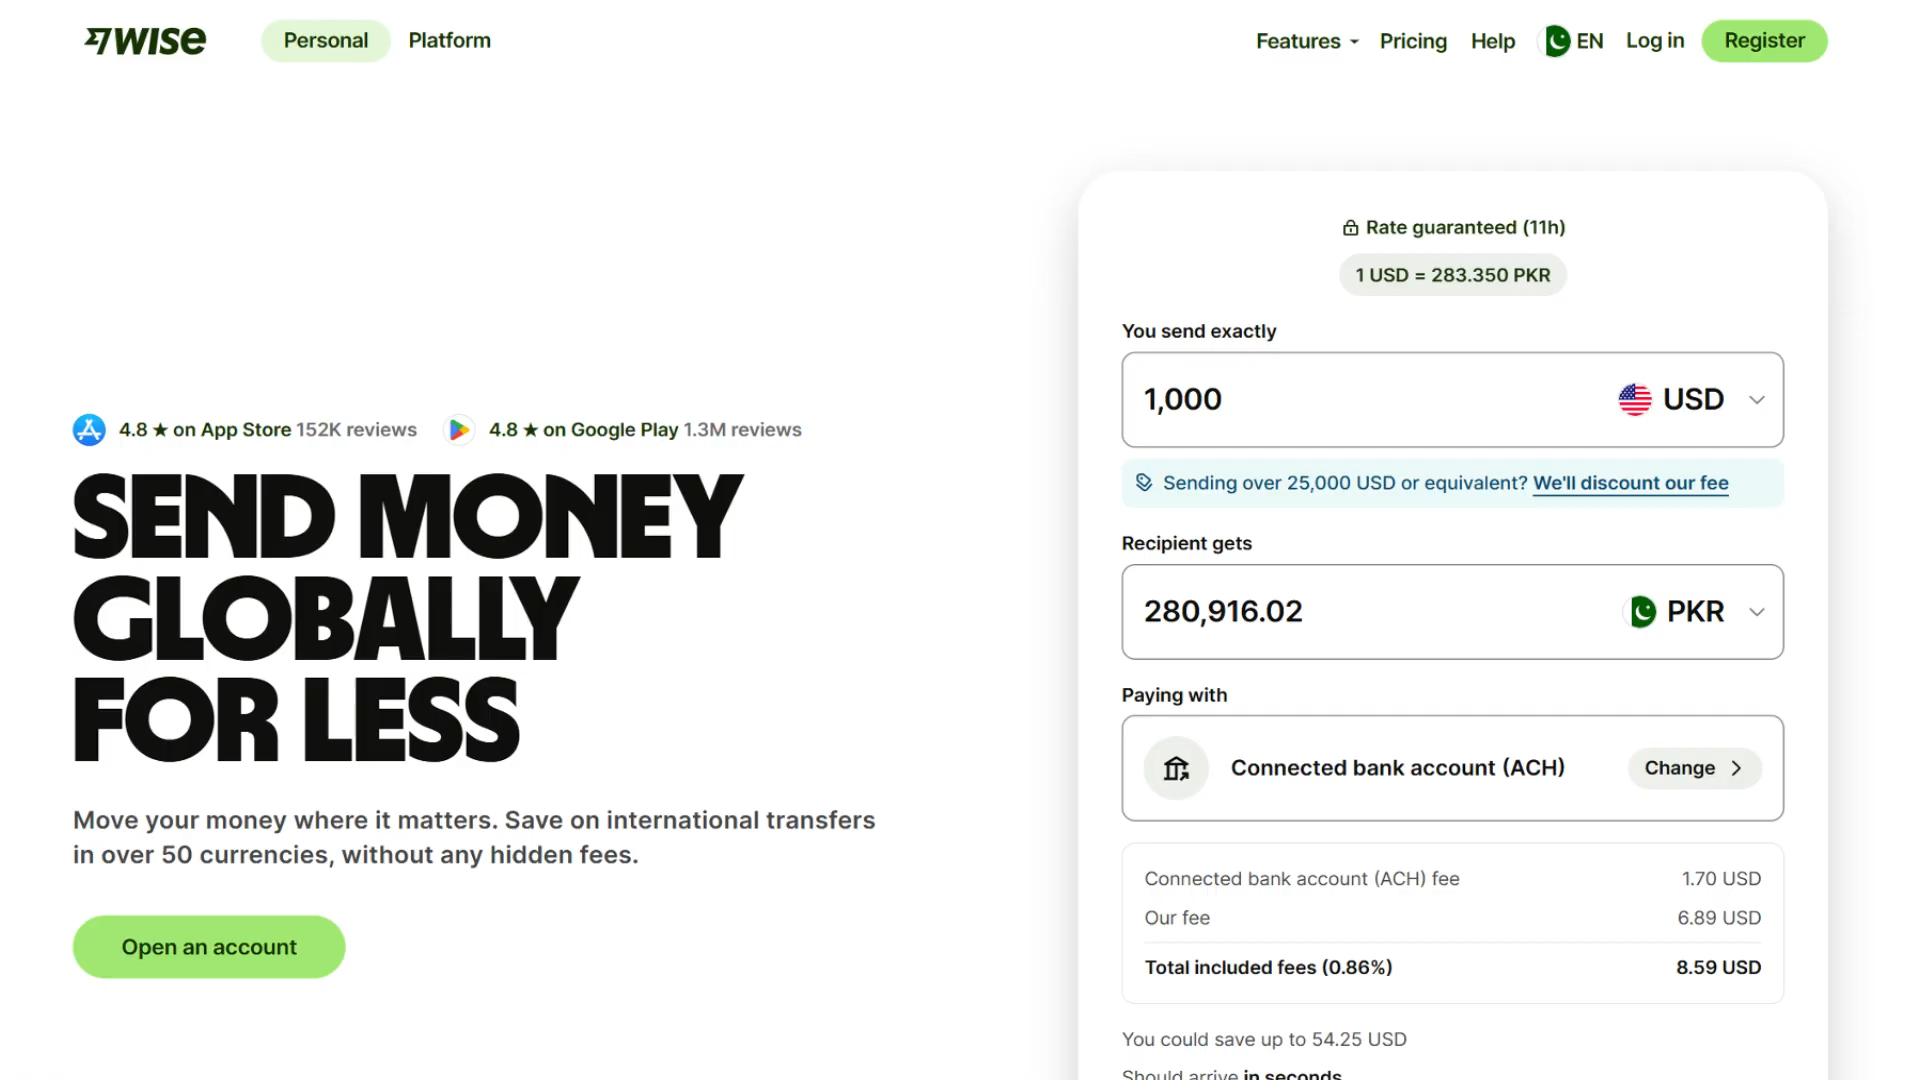 WISE
Personal
Platform
Features
Pricing
Help
EN
Log in
Register
4.8 ★ on App Store 152K reviews
4.8 ★ on Google Play 1.3M reviews
SEND MONEY
GLOBALLY
FOR LESS
Move your money where it matters. Save on international transfers
in over 50 currencies, without any hidden fees.
Open an account
Rate guaranteed (11h)
1 USD = 283.350 PKR
You send exactly
1,000 USD
Sending over 25,000 USD or equivalent? We'll discount our fee
Recipient gets
280,916.02 PKR
Paying with
Connected bank account (ACH) Change
Connected bank account (ACH) fee 1.70 USD
Our fee 6.89 USD
Total included fees (0.86%) 8.59 USD
You could save up to 54.25 USD
Should arrive in seconds